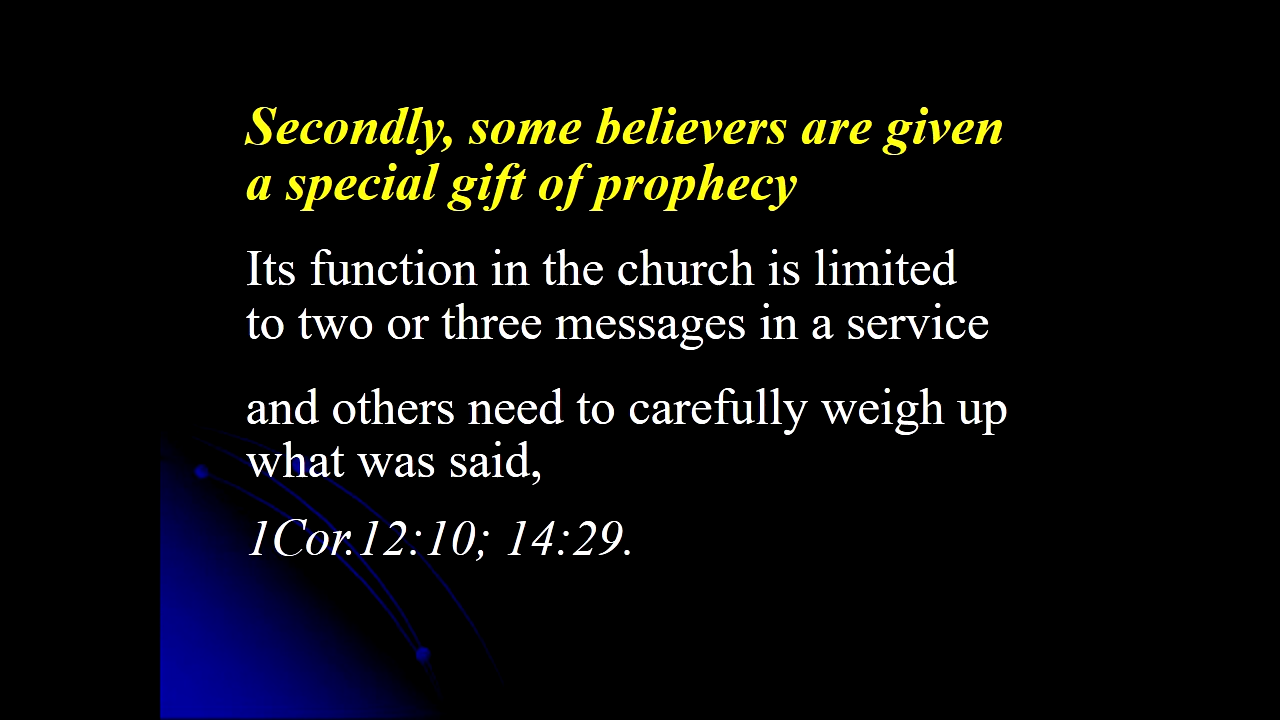 Secondly, some believers are given
a special gift of prophecy
Its function in the church is limited
to two or three messages in a service
and others need to carefully weigh up
what was said,
1Cor.12:10; 14:29.